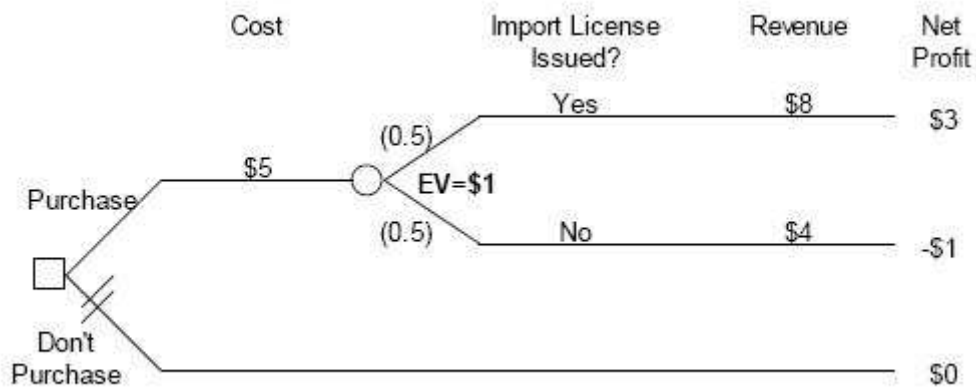 Cost
Import License
Issued?
Revenue
Net
Profit
Yes
$8
$3
(0.5)
$5
EV=$1
Purchase
(0.5)
No
$4
-$1
Don't
Purchase
$0